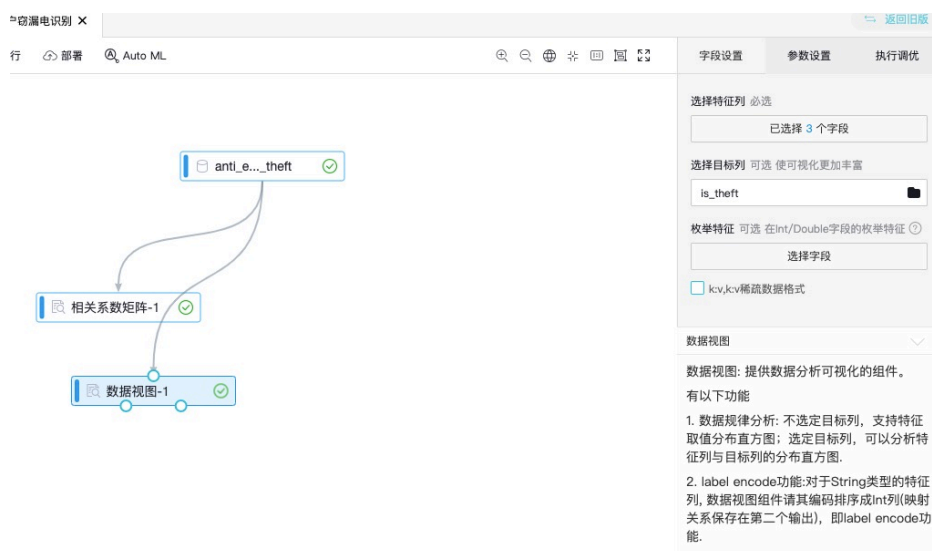 窃漏电识别 ×
返回旧版
行 部署 Auto ML
字段设置 参数设置 执行调优
选择特征列 必选
已选择 3 个字段
选择目标列 可选 使可视化更加丰富
is_theft
枚举特征 可选 在Int/Double字段的枚举特征 ?
选择字段
k:v,k:v稀疏数据格式
anti_e..._theft
相关系数矩阵-1
数据视图-1
数据视图
数据视图: 提供数据分析可视化的组件。
有以下功能
1. 数据规律分析: 不选定目标列，支持特征
取值分布直方图；选定目标列，可以分析特
征列与目标列的分布直方图.
2. label encode功能:对于String类型的特征
列, 数据视图组件请其编码排序成Int列(映射
关系保存在第二个输出)，即label encode功
能.